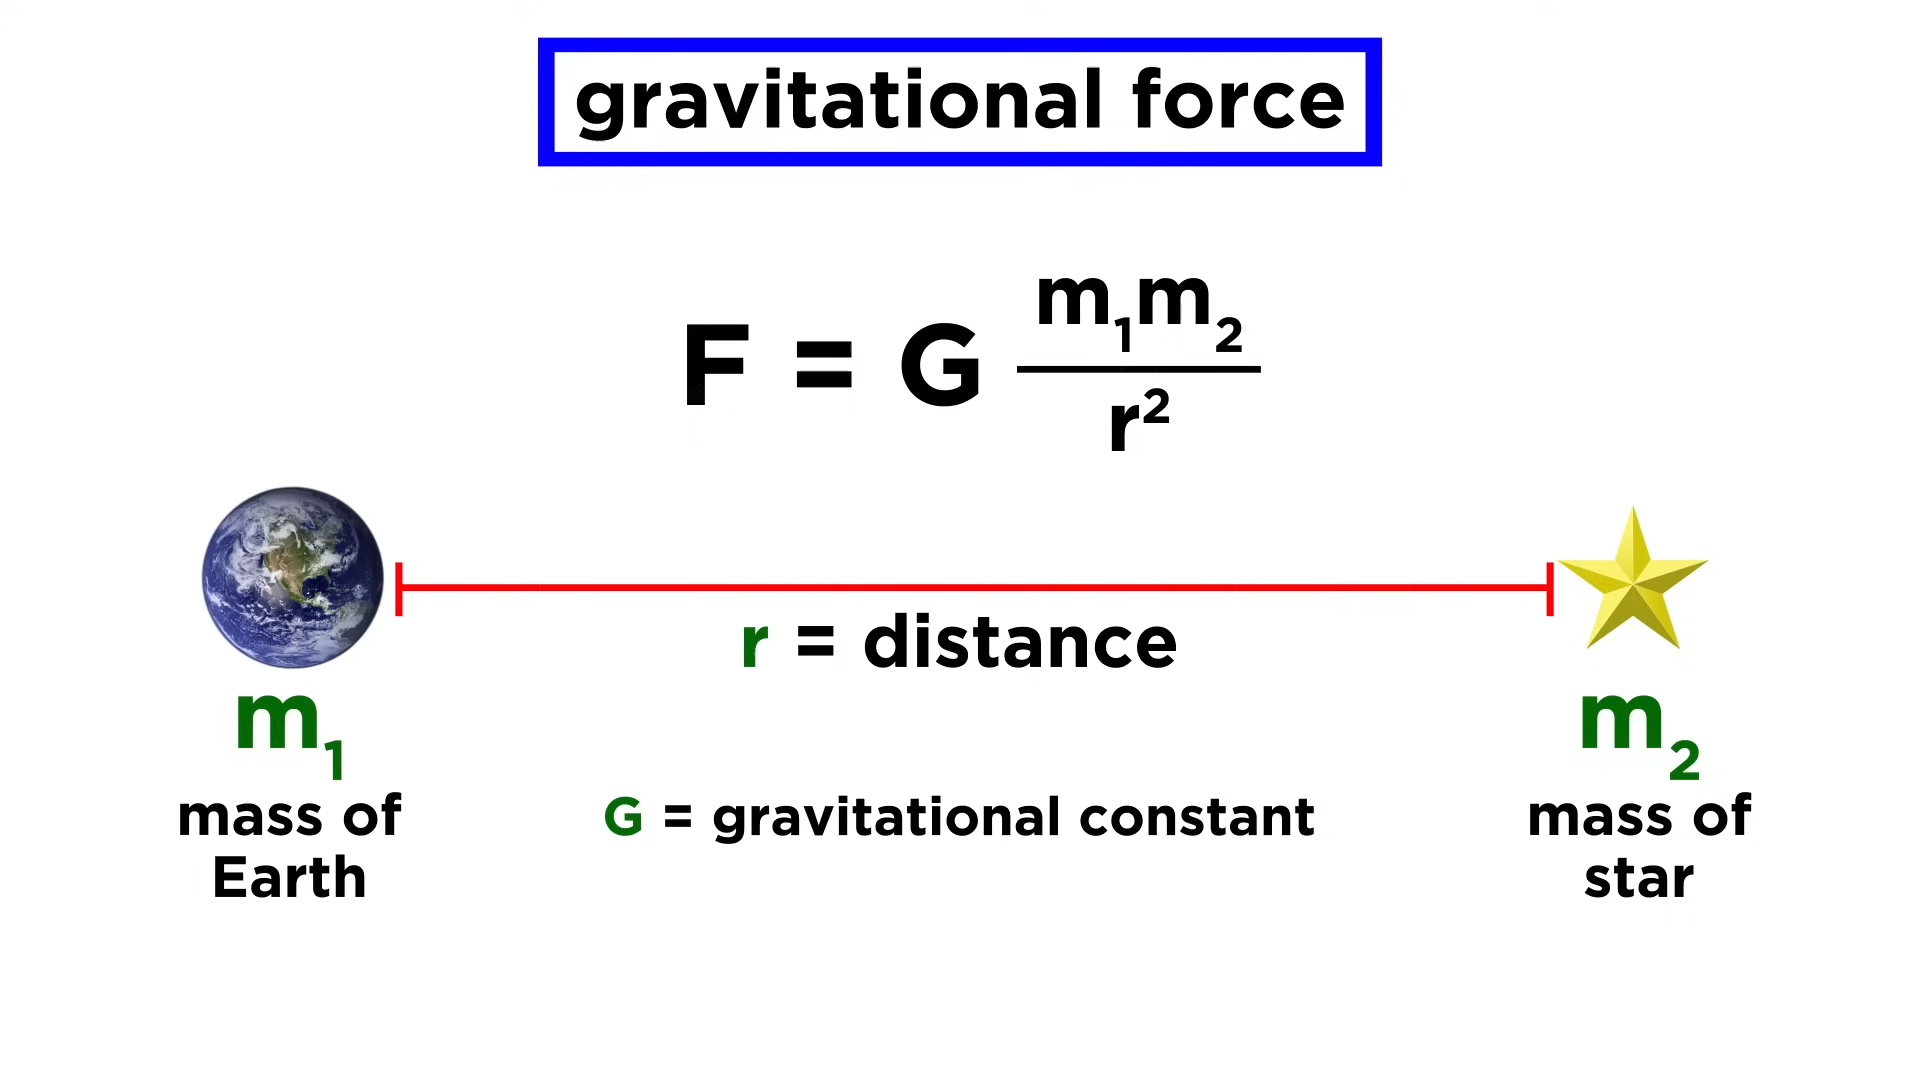 gravitational force
F = G m₁m₂
r²
r = distance
m₁
m₂
mass of
Earth
G = gravitational constant
mass of
star